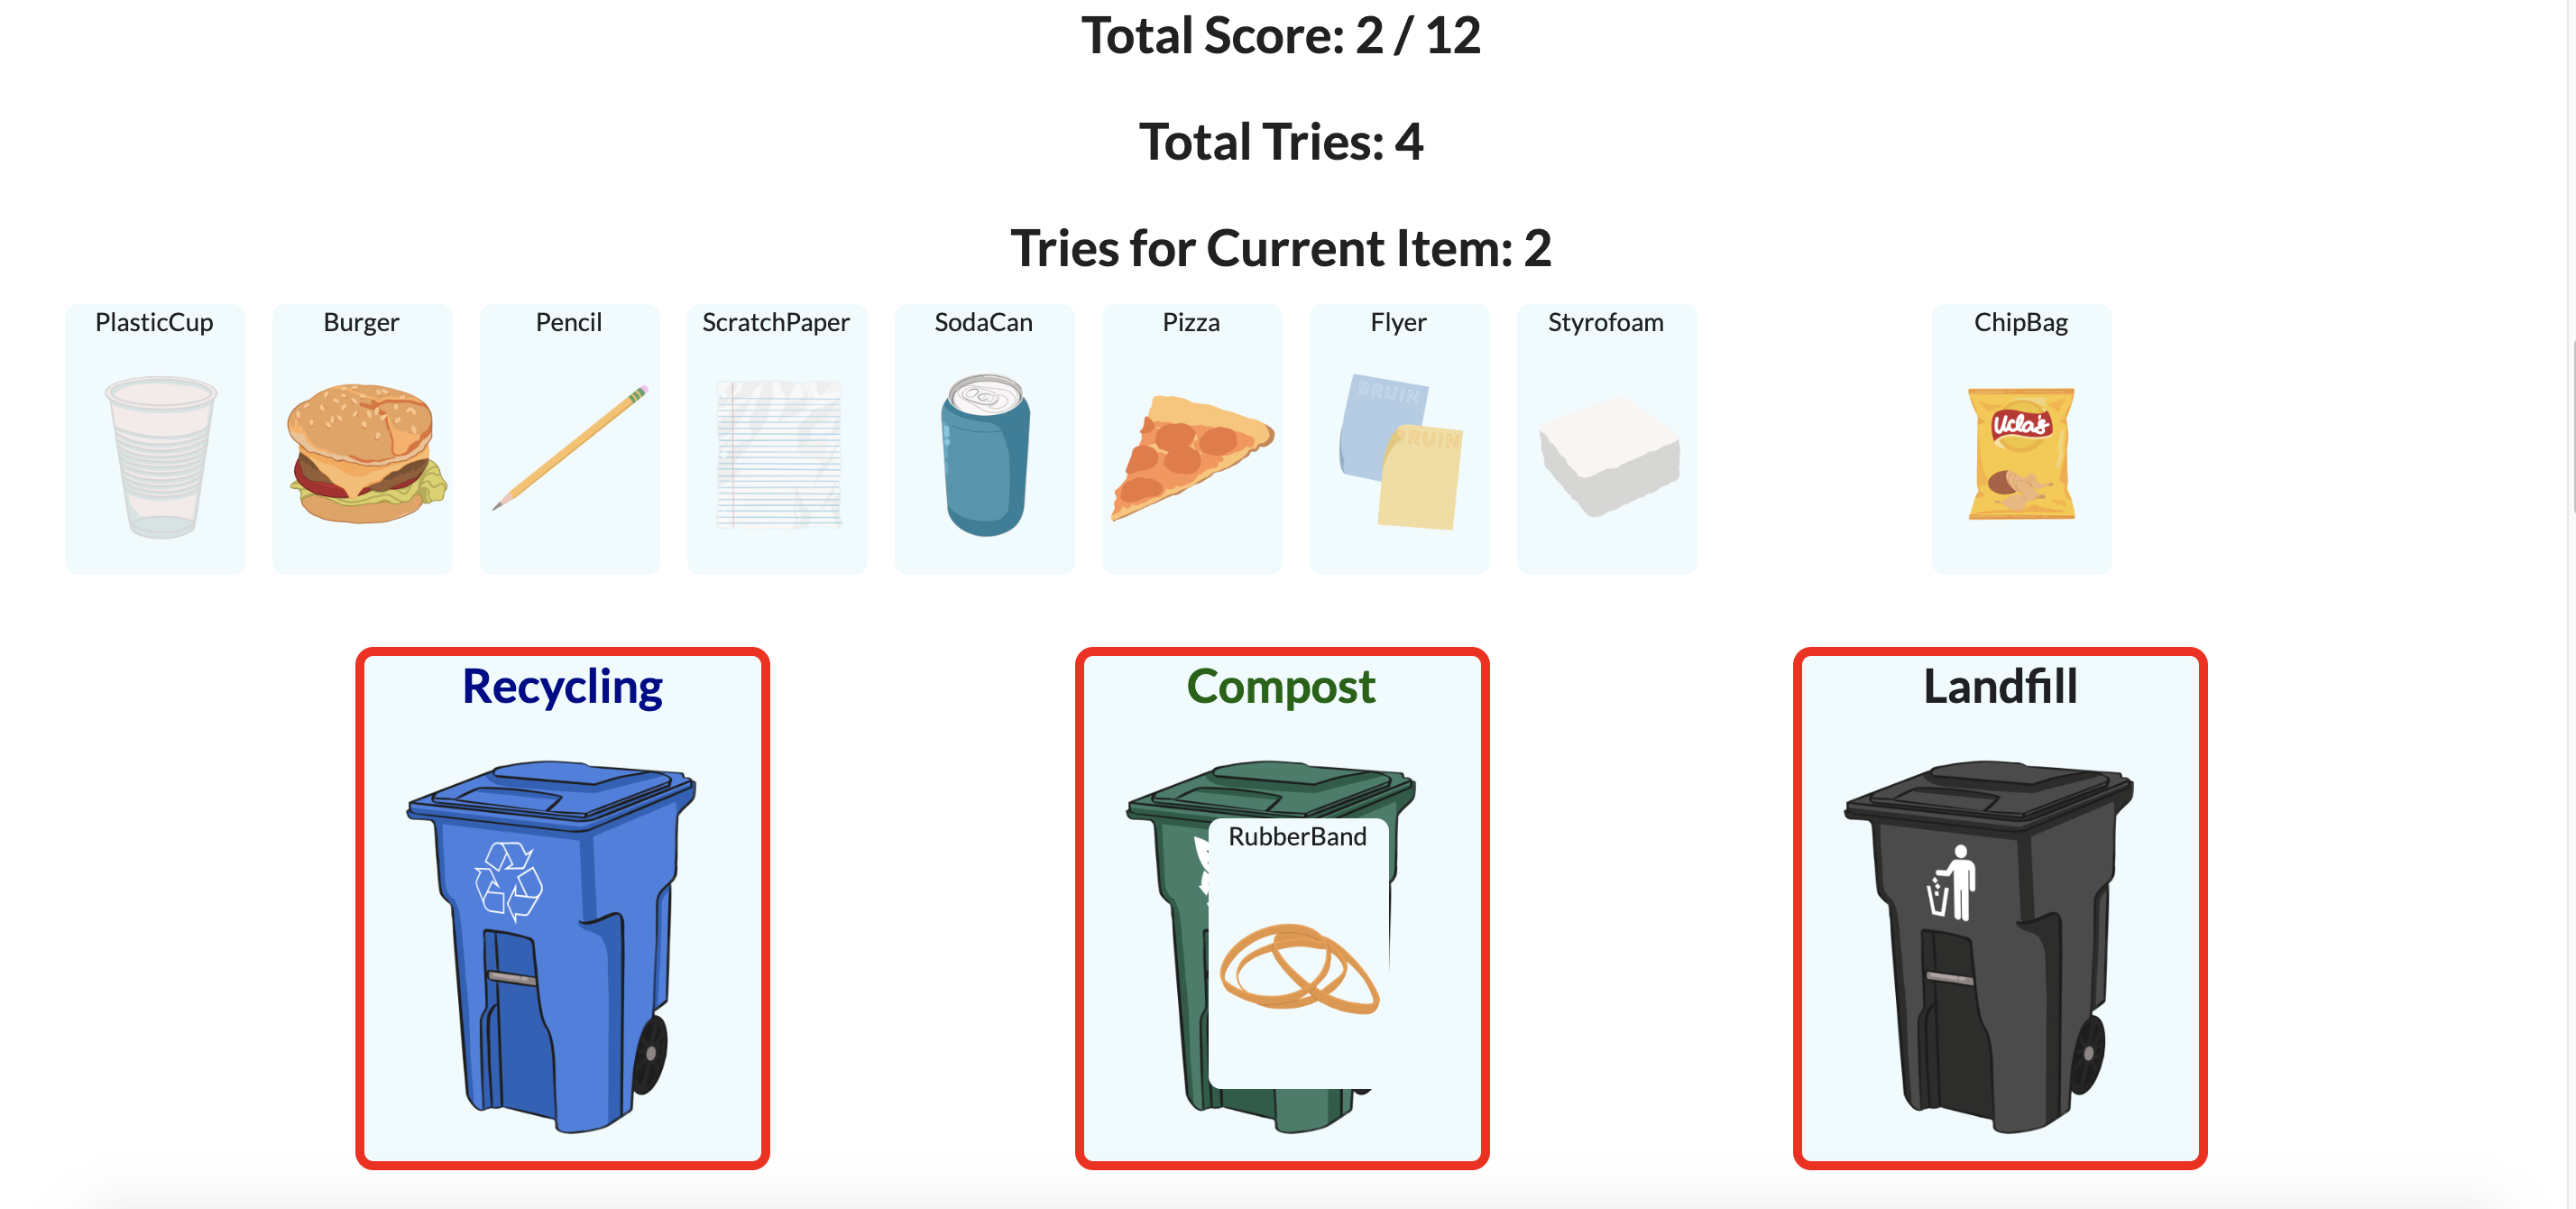 Total Score: 2 / 12
Total Tries: 4
Tries for Current Item: 2
PlasticCup
Burger
Pencil
ScratchPaper
SodaCan
Pizza
Flyer
Styrofoam
ChipBag
BRUIN
BRUIN
Ucla's
Recycling
Compost
Landfill
RubberBand